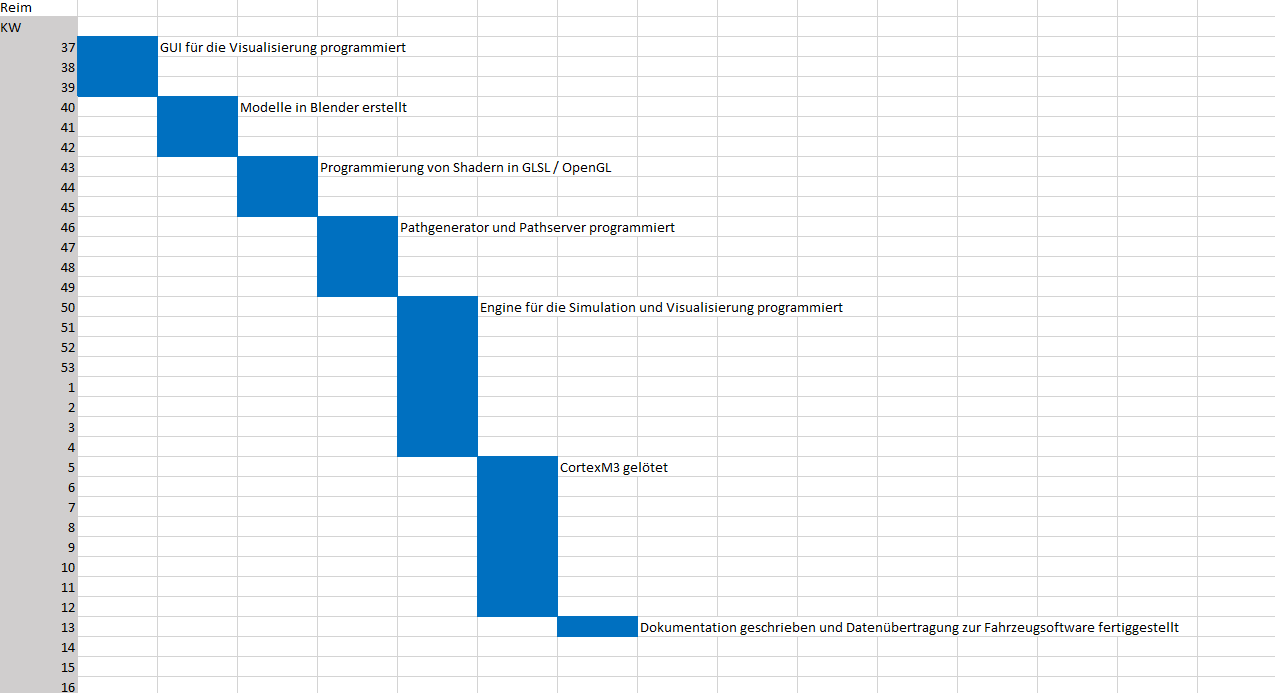 Reim
KW
37 GUI für die Visualisierung programmiert
38
39
40 Modelle in Blender erstellt
41
42
43 Programmierung von Shadern in GLSL / OpenGL
44
45
46 Pathgenerator und Pathserver programmiert
47
48
49
50 Engine für die Simulation und Visualisierung programmiert
51
52
53
1
2
3
4
5 CortexM3 gelötet
6
7
8
9
10
11
12
13 Dokumentation geschrieben und Datenübertragung zur Fahrzeugsoftware fertiggestellt
14
15
16